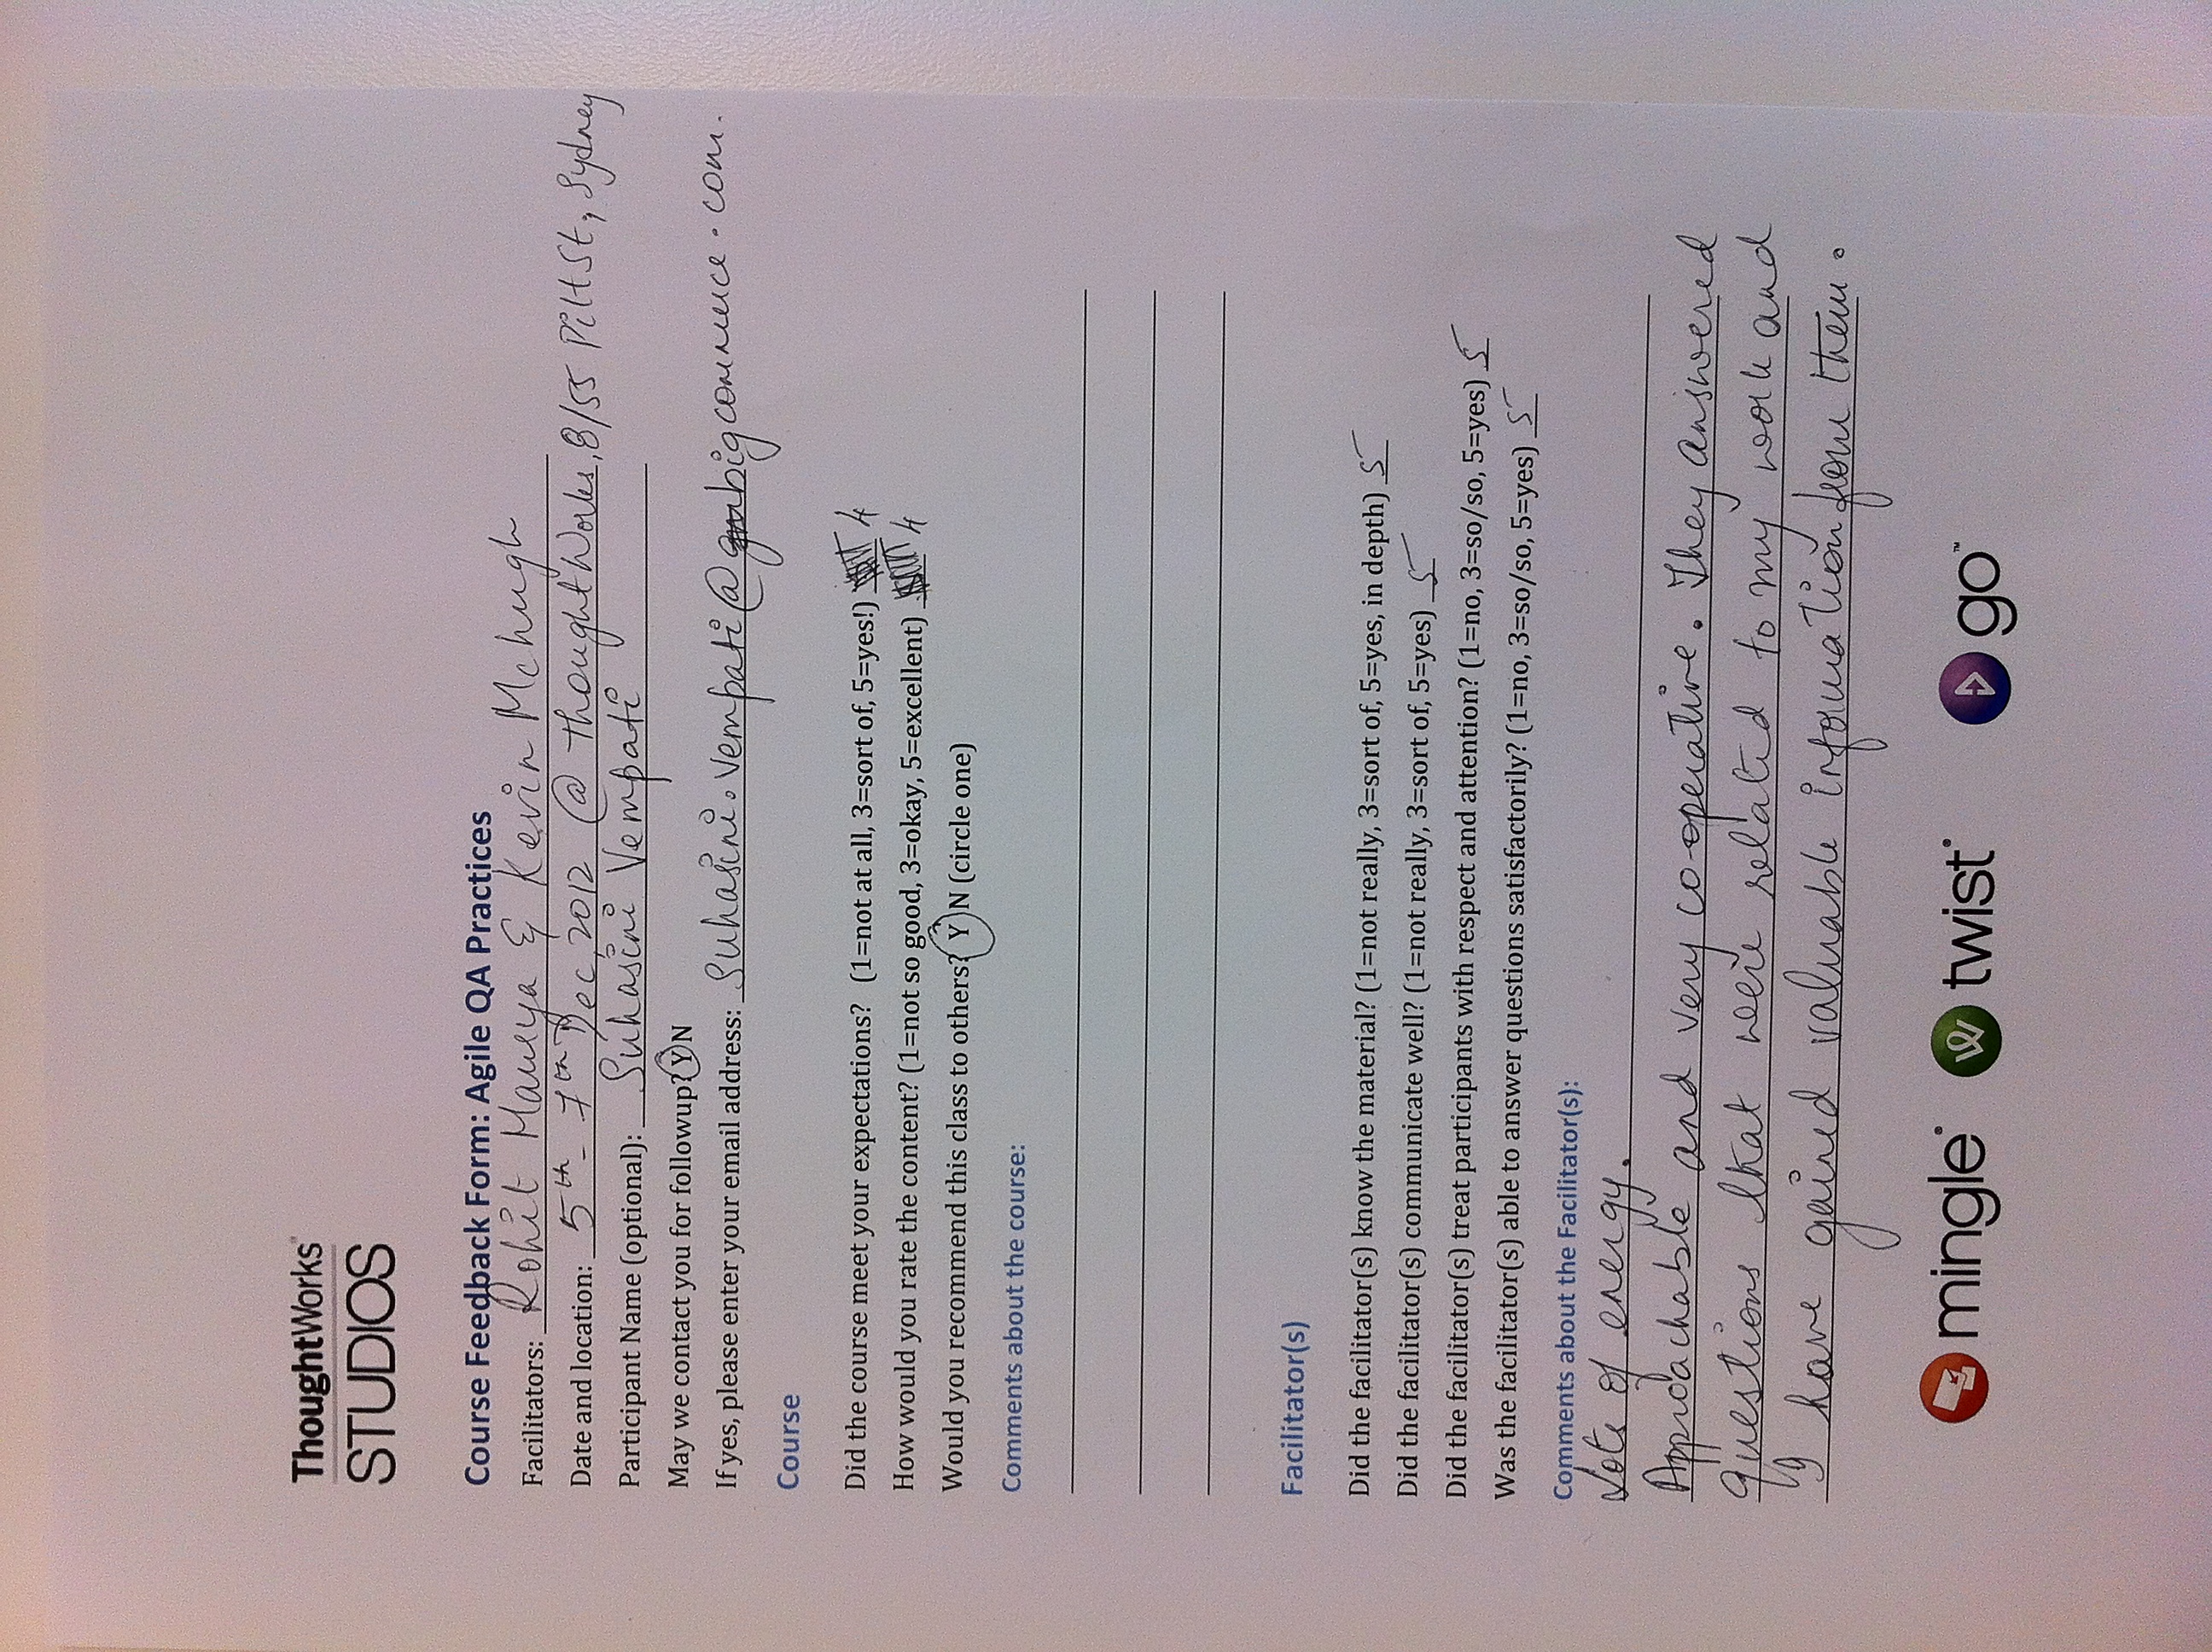 ThoughtWorks
STUDIOS
Course Feedback Form: Agile QA Practices
Facilitators: Rohit Maurya & Kevin Mchugh
Date and location: 5th - 7th Dec, 2012 @ ThoughtWorks, 8/55 Pitt St, Sydney
Participant Name (optional): Suhasini Vempati
May we contact you for followup? Y N
If yes, please enter your email address: Suhasini.vempati@bigcommerce.com.
Course
Did the course meet your expectations? (1=not at all, 3=sort of, 5=yes!) 4
How would you rate the content? (1=not so good, 3=okay, 5=excellent) 4
Would you recommend this class to others? Y N (circle one)
Comments about the course:
Facilitator(s)
Did the facilitator(s) know the material? (1=not really, 3=sort of, 5=yes, in depth) 5
Did the facilitator(s) communicate well? (1=not really, 3=sort of, 5=yes) 5
Did the facilitator(s) treat participants with respect and attention? (1=no, 3=so/so, 5=yes) 5
Was the facilitator(s) able to answer questions satisfactorily? (1=no, 3=so/so, 5=yes) 5
Comments about the Facilitator(s):
Lots of energy.
Approachable and very co-operative. They answered
questions that were related to my work and
I have gained valuable information from them.
mingle twist go™